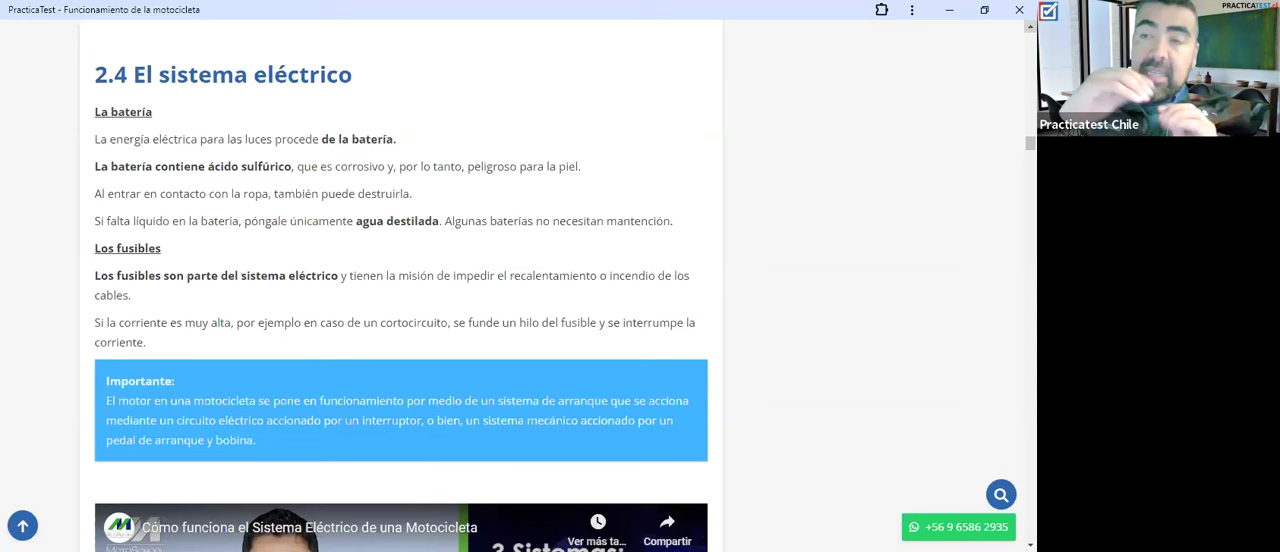 PracticaTest - Funcionamiento de la motocicleta
PRACTICATEST
Practicatest Chile
2.4 El sistema eléctrico
La batería
La energía eléctrica para las luces procede de la batería.
La batería contiene ácido sulfúrico, que es corrosivo y, por lo tanto, peligroso para la piel.
Al entrar en contacto con la ropa, también puede destruirla.
Si falta líquido en la batería, póngale únicamente agua destilada. Algunas baterías no necesitan mantención.
Los fusibles
Los fusibles son parte del sistema eléctrico y tienen la misión de impedir el recalentamiento o incendio de los
cables.
Si la corriente es muy alta, por ejemplo en caso de un cortocircuito, se funde un hilo del fusible y se interrumpe la
corriente.
Importante:
El motor en una motocicleta se pone en funcionamiento por medio de un sistema de arranque que se acciona
mediante un circuito eléctrico accionado por un interruptor, o bien, un sistema mecánico accionado por un
pedal de arranque y bobina.
Cómo funciona el Sistema Eléctrico de una Motocicleta
Ver más ta...
Compartir
2 Sistemas:
+56 9 6586 2935